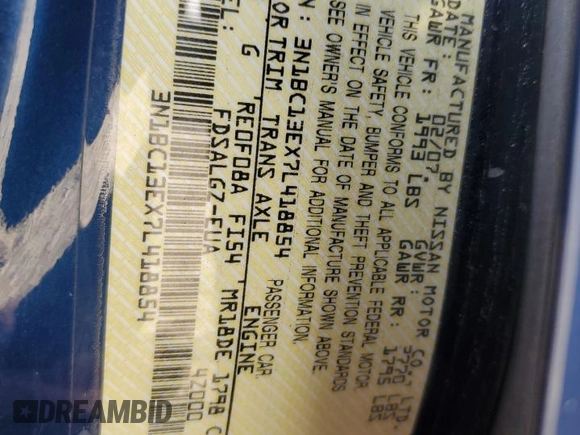 MANUFACTURED BY NISSAN MOTOR CO., LTD.
DATE: 02/07 GVWR: 3770 LBS
GAWR FR: 1993 LBS GAWR RR: 1795 LBS
THIS VEHICLE CONFORMS TO ALL APPLICABLE FEDERAL MOTOR
VEHICLE SAFETY, BUMPER AND THEFT PREVENTION STANDARDS
IN EFFECT ON THE DATE OF MANUFACTURE SHOWN ABOVE.
SEE OWNER'S MANUAL FOR ADDITIONAL INFORMATION.
N: 3N1BC13EX7L418854 PASSENGER CAR
OR TRIM TRANS AXLE ENGINE
G RE0F08A FI54 MR18DE 1798 C
EL: FDSALG7-EUA 4Z000
3N1BC13EX7L418854
DREAMBID